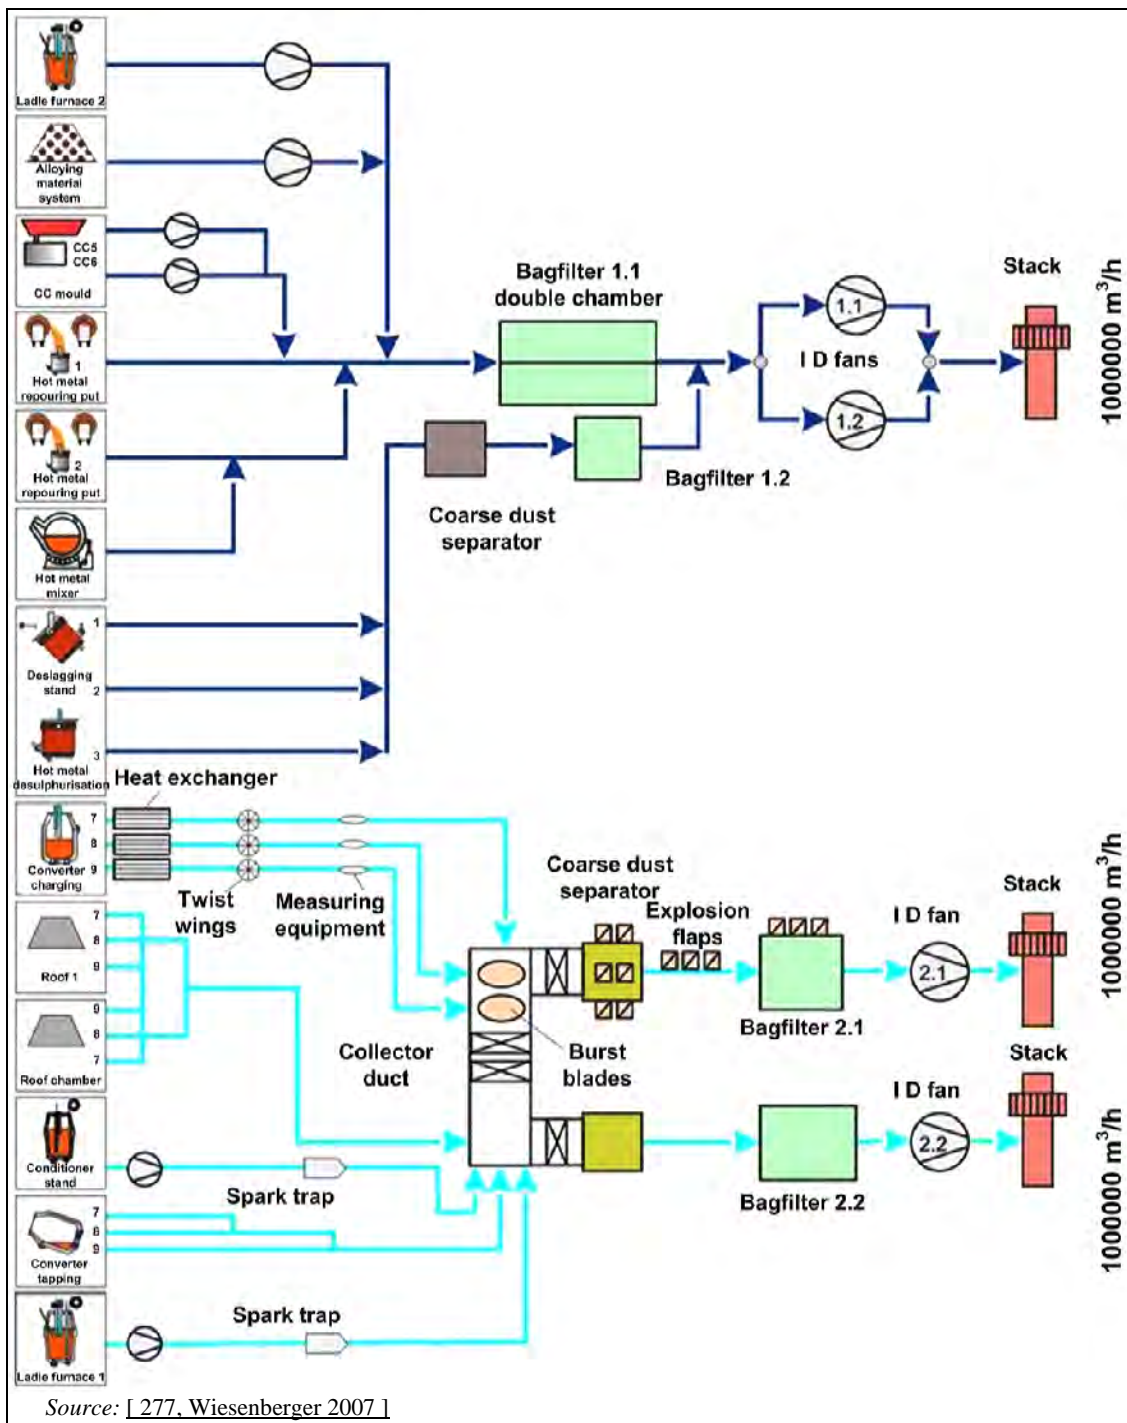 Ladle furnace 2
Alloying
material
system
CC5
CC6
CC mould
1
Hot metal
repouring put
2
Hot metal
repouring put
Hot metal
mixer
1
Deslagging
stand 2
3
Hot metal
desulphurisation
Bagfilter 1.1
double chamber
Coarse dust
separator
Bagfilter 1.2
1.1
I D fans
1.2
Stack
1000000 m³/h
Heat exchanger
7
8
9
Converter
charging
Twist
wings
Measuring
equipment
7
8
9
Roof 1
9
8
7
Roof chamber
Collector
duct
Coarse dust
separator
Explosion
flaps
Burst
blades
Bagfilter 2.1
I D fan
2.1
Stack
1000000 m³/h
Bagfilter 2.2
I D fan
2.2
Stack
1000000 m³/h
Conditioner
stand
Spark trap
7
8
9
Converter
tapping
Spark trap
Ladle furnace 1
Source: [ 277, Wiesenberger 2007 ]